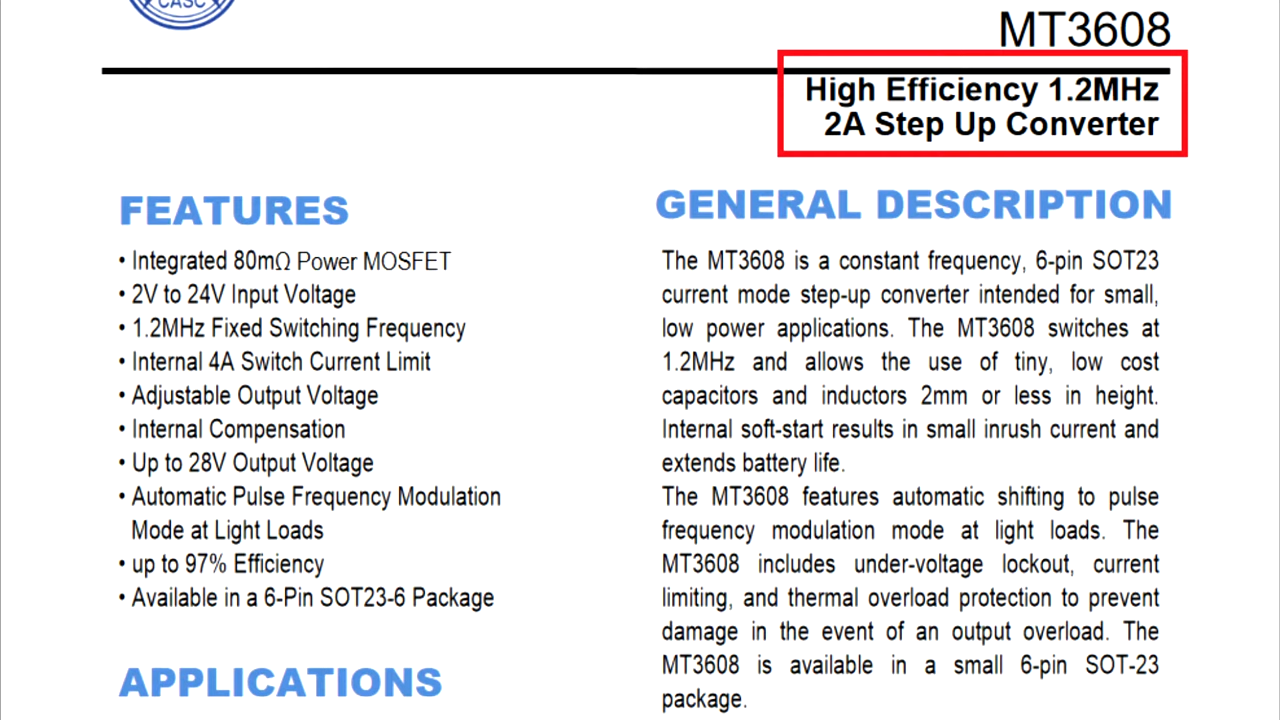 CASC
MT3608
High Efficiency 1.2MHz
2A Step Up Converter
FEATURES
• Integrated 80mΩ Power MOSFET
• 2V to 24V Input Voltage
• 1.2MHz Fixed Switching Frequency
• Internal 4A Switch Current Limit
• Adjustable Output Voltage
• Internal Compensation
• Up to 28V Output Voltage
• Automatic Pulse Frequency Modulation
Mode at Light Loads
• up to 97% Efficiency
• Available in a 6-Pin SOT23-6 Package
APPLICATIONS
GENERAL DESCRIPTION
The MT3608 is a constant frequency, 6-pin SOT23
current mode step-up converter intended for small,
low power applications. The MT3608 switches at
1.2MHz and allows the use of tiny, low cost
capacitors and inductors 2mm or less in height.
Internal soft-start results in small inrush current and
extends battery life.
The MT3608 features automatic shifting to pulse
frequency modulation mode at light loads. The
MT3608 includes under-voltage lockout, current
limiting, and thermal overload protection to prevent
damage in the event of an output overload. The
MT3608 is available in a small 6-pin SOT-23
package.